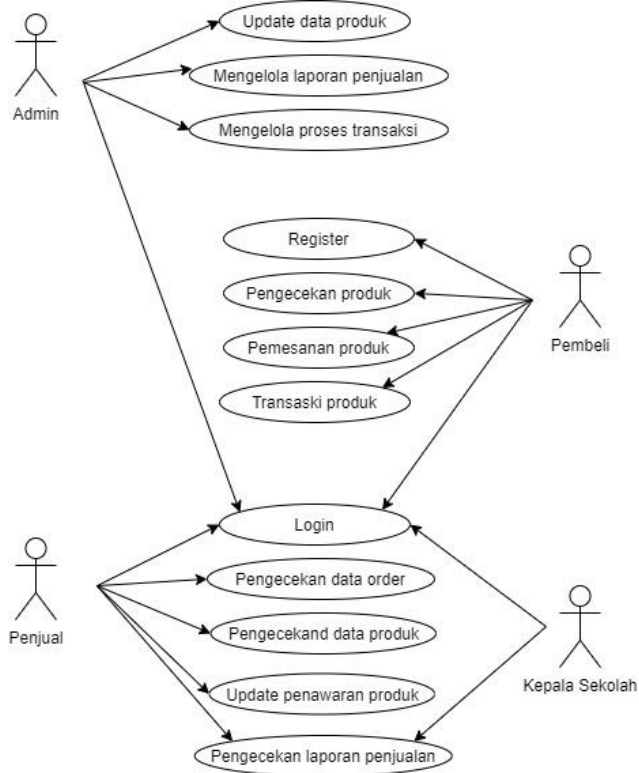 Update data produk
Mengelola laporan penjualan
Admin
Mengelola proses transaksi
Register
Pengecekan produk
Pemesanan produk
Pembeli
Transaski produk
Login
Pengecekan data order
Penjual
Pengecekand data produk
Update penawaran produk
Kepala Sekolah
Pengecekan laporan penjualan